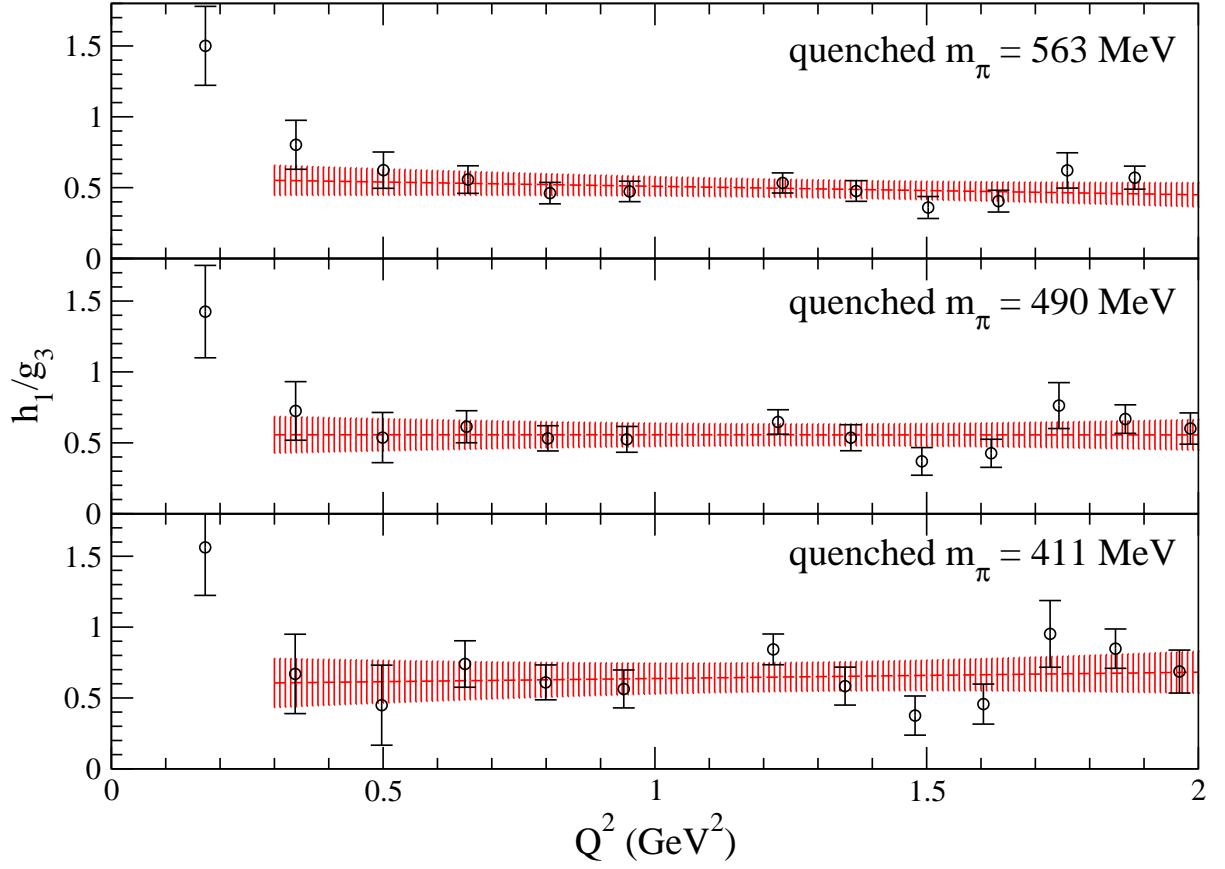 1.5
1
0.5
0
quenched m_π = 563 MeV
1.5
1
0.5
0
quenched m_π = 490 MeV
h_1/g_3
1.5
1
0.5
0
quenched m_π = 411 MeV
0 0.5 1 1.5 2
Q^2 (GeV^2)